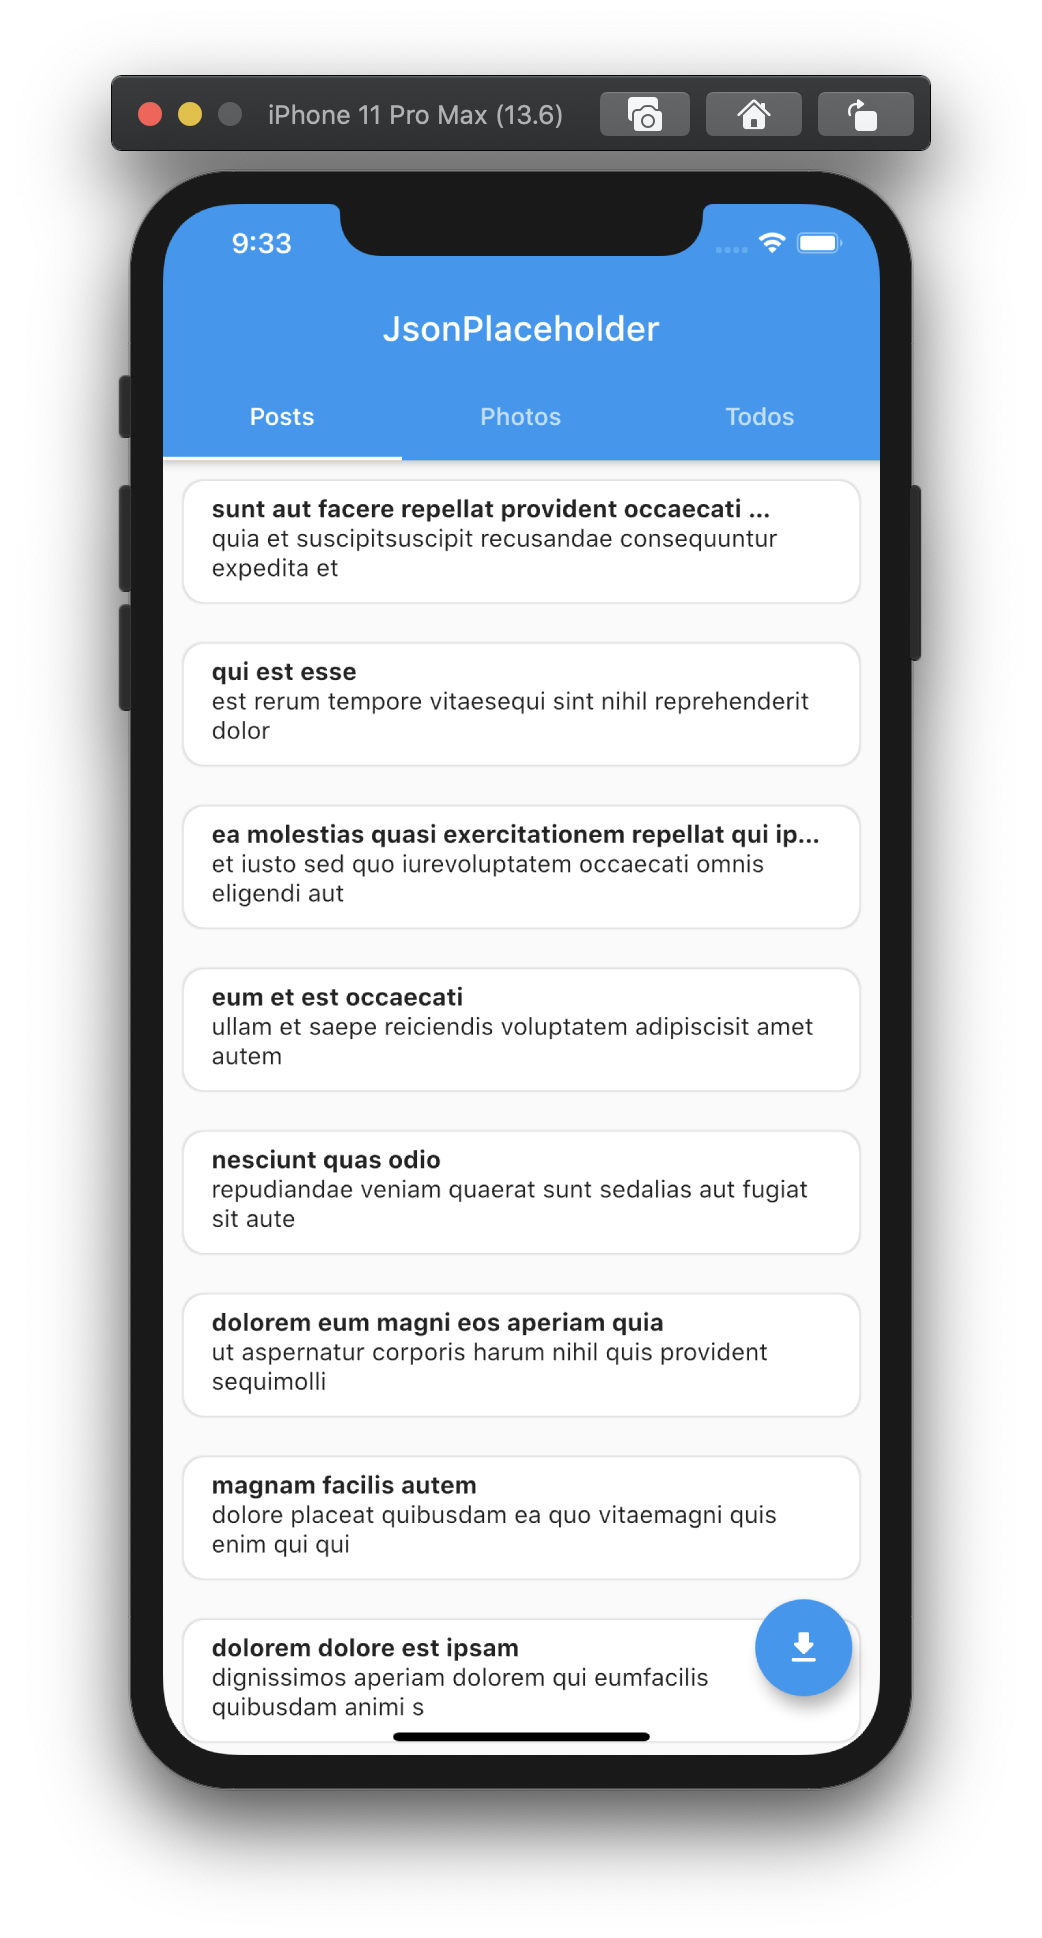 iPhone 11 Pro Max (13.6)
9:33
JsonPlaceholder
Posts Photos Todos
sunt aut facere repellat provident occaecati ...
quia et suscipitsuscipit recusandae consequuntur
expedita et
qui est esse
est rerum tempore vitaesequi sint nihil reprehenderit
dolor
ea molestias quasi exercitationem repellat qui ip...
et iusto sed quo iurevoluptatem occaecati omnis
eligendi aut
eum et est occaecati
ullam et saepe reiciendis voluptatem adipiscisit amet
autem
nesciunt quas odio
repudiandae veniam quaerat sunt sedalias aut fugiat
sit aute
dolorem eum magni eos aperiam quia
ut aspernatur corporis harum nihil quis provident
sequimolli
magnam facilis autem
dolore placeat quibusdam ea quo vitaemagni quis
enim qui qui
dolorem dolore est ipsam
dignissimos aperiam dolorem qui eumfacilis
quibusdam animi s